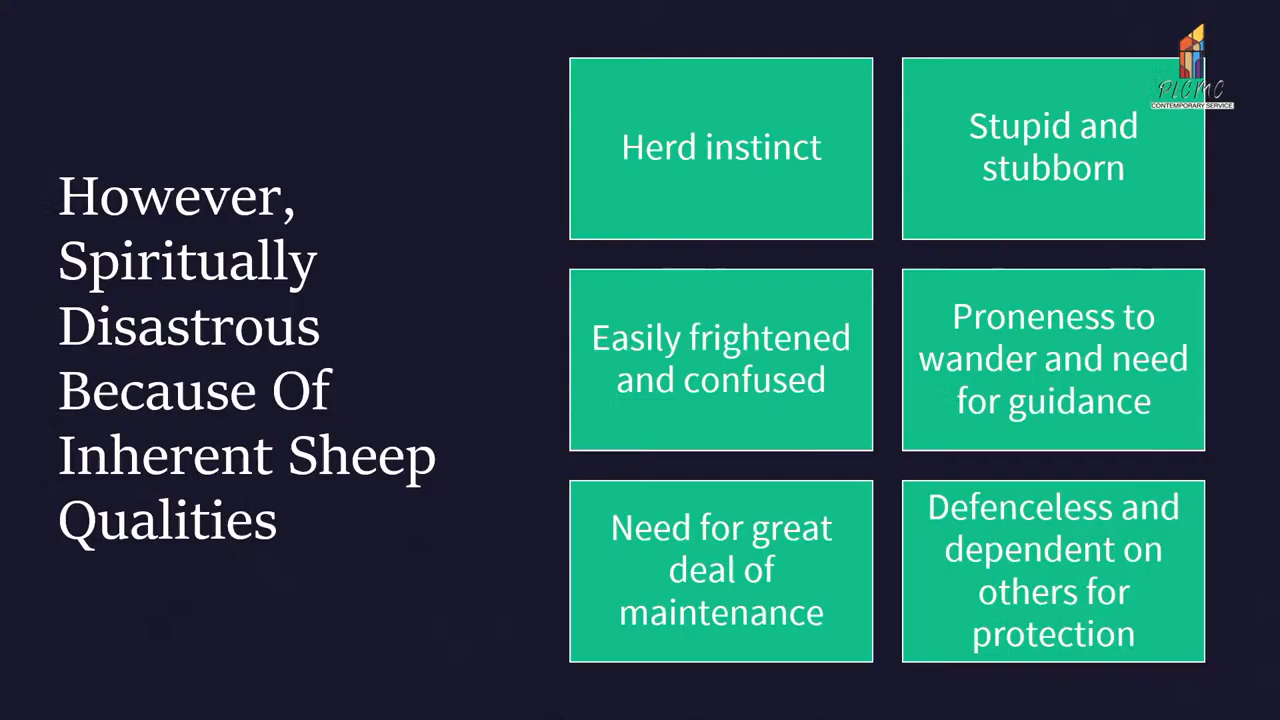 However,
Spiritually
Disastrous
Because Of
Inherent Sheep
Qualities
Herd instinct
Stupid and
stubborn
Easily frightened
and confused
Proneness to
wander and need
for guidance
Need for great
deal of
maintenance
Defenceless and
dependent on
others for
protection
PLCMC
CONTEMPORARY SERVICE